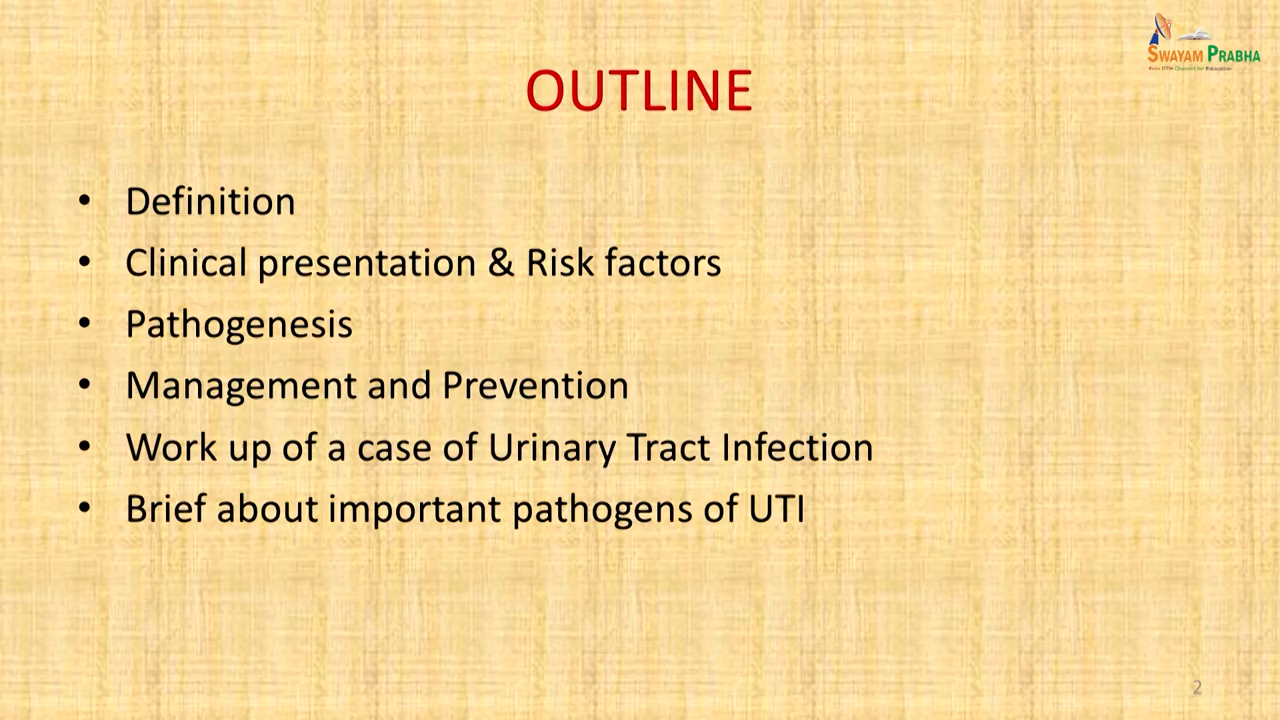 SWAYAM PRABHA
OUTLINE
• Definition
• Clinical presentation & Risk factors
• Pathogenesis
• Management and Prevention
• Work up of a case of Urinary Tract Infection
• Brief about important pathogens of UTI
2